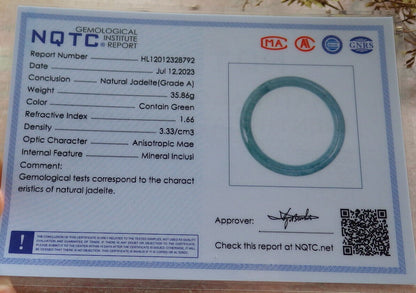 NQTC® GEMOLOGICAL INSTITUTE REPORT
Report Number HL12012328792
Date Jul 12,2023
Conclusion Natural Jadeite(Grade A)
Weight 35.86g
Color Contain Green
Refractive Index 1.66
Density 3.33/cm3
Optic Character Anisotropic Mae
Internal Feature Mineral Inclusi
Comment:
Gemological tests correspond to the charact
eristics of natural jadeite.
MA
Approver:
Check this report at NQTC.net